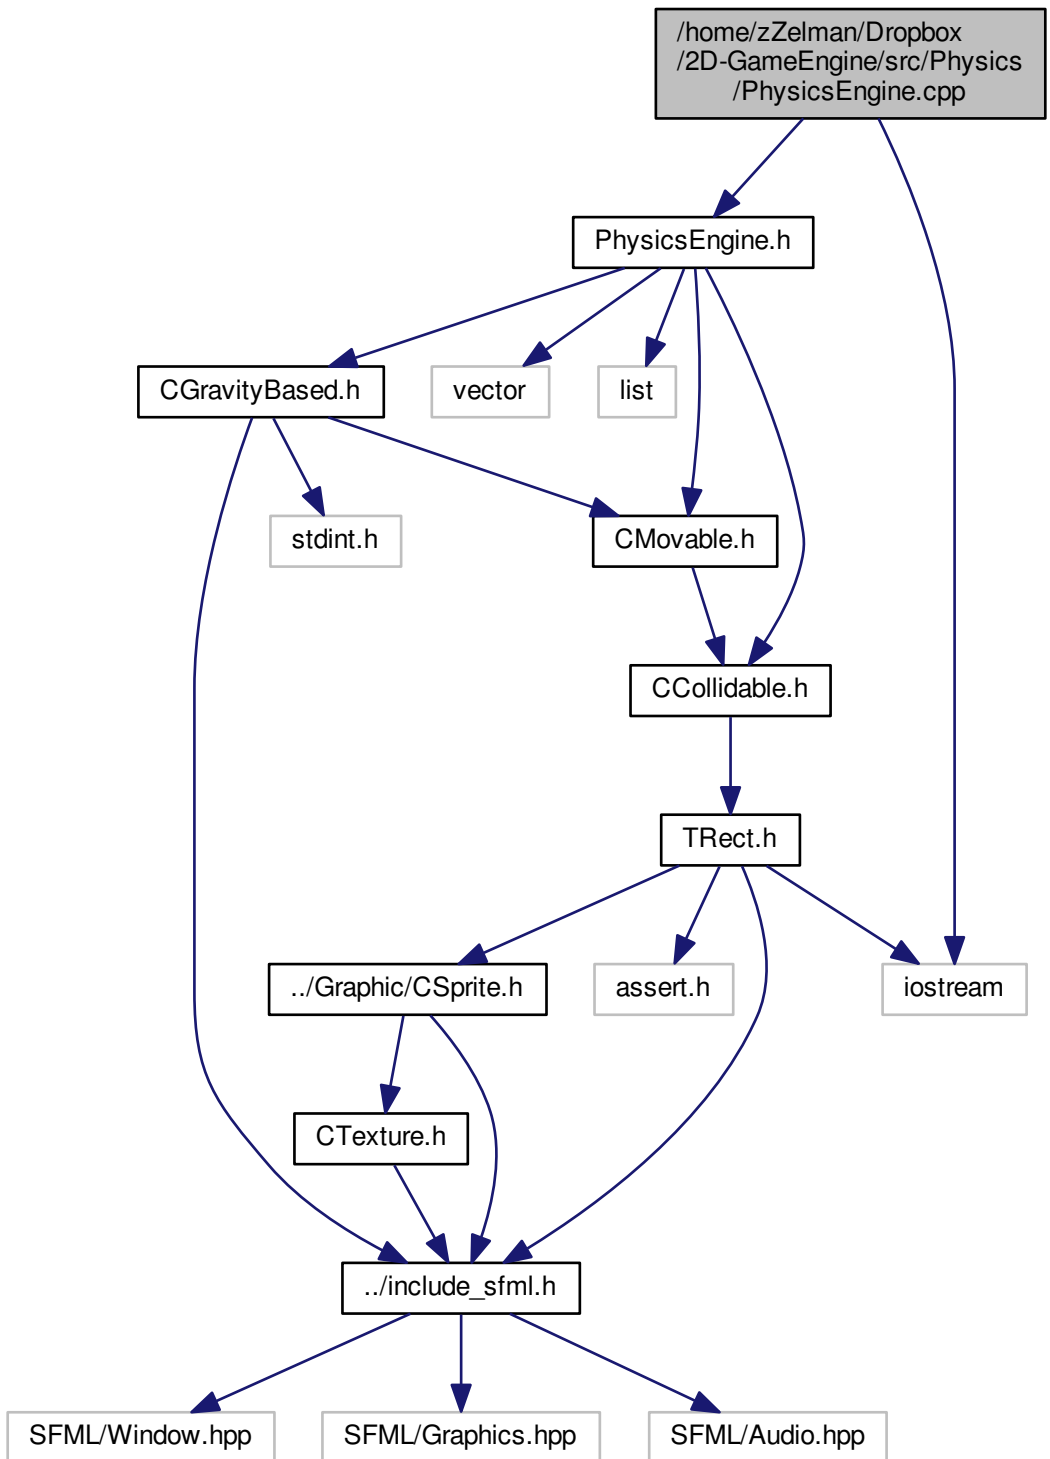 /home/zZelman/Dropbox
/2D-GameEngine/src/Physics
/PhysicsEngine.cpp
PhysicsEngine.h
CGravityBased.h
vector
list
stdint.h
CMovable.h
CCollidable.h
TRect.h
../Graphic/CSprite.h
assert.h
iostream
CTexture.h
../include_sfml.h
SFML/Window.hpp
SFML/Graphics.hpp
SFML/Audio.hpp